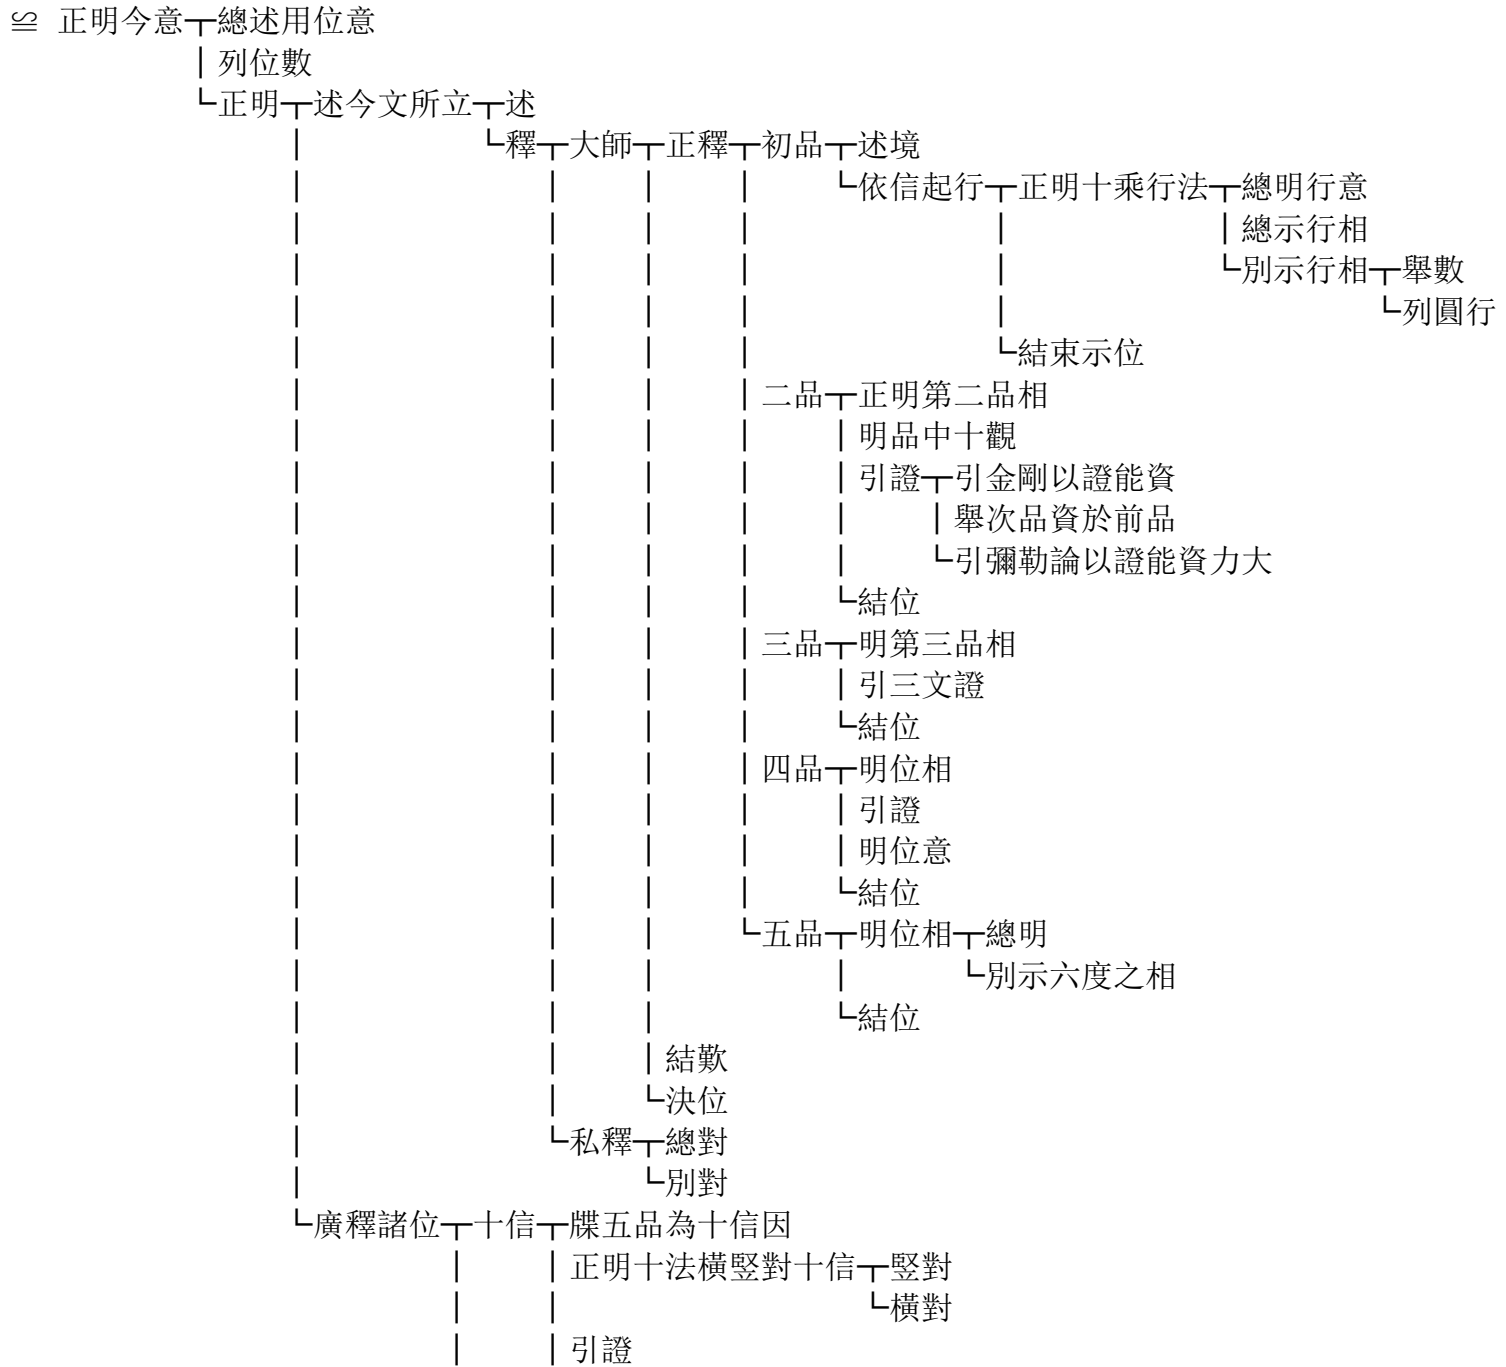 ≌ 正明今意┬總述用位意
│列位數
└正明┬述今文所立┬述
│ └釋┬大師┬正釋┬初品┬述境
│ │ │ │ └依信起行┬正明十乘行法┬總明行意
│ │ │ │ │ │總示行相
│ │ │ │ │ └別示行相┬舉數
│ │ │ │ │ └列圓行
│ │ │ │ └結束示位
│ │ │ │二品┬正明第二品相
│ │ │ │ │明品中十觀
│ │ │ │ │引證┬引金剛以證能資
│ │ │ │ │ │舉次品資於前品
│ │ │ │ │ └引彌勒論以證能資力大
│ │ │ │ └結位
│ │ │ │三品┬明第三品相
│ │ │ │ │引三文證
│ │ │ │ └結位
│ │ │ │四品┬明位相
│ │ │ │ │引證
│ │ │ │ │明位意
│ │ │ │ └結位
│ │ │ └五品┬明位相┬總明
│ │ │ │ └別示六度之相
│ │ │ └結位
│ │ │結歎
│ │ └決位
│ └私釋┬總對
│ └別對
└廣釋諸位┬十信┬牒五品為十信因
│ │正明十法橫竪對十信┬竪對
│ │ └橫對
│ │引證